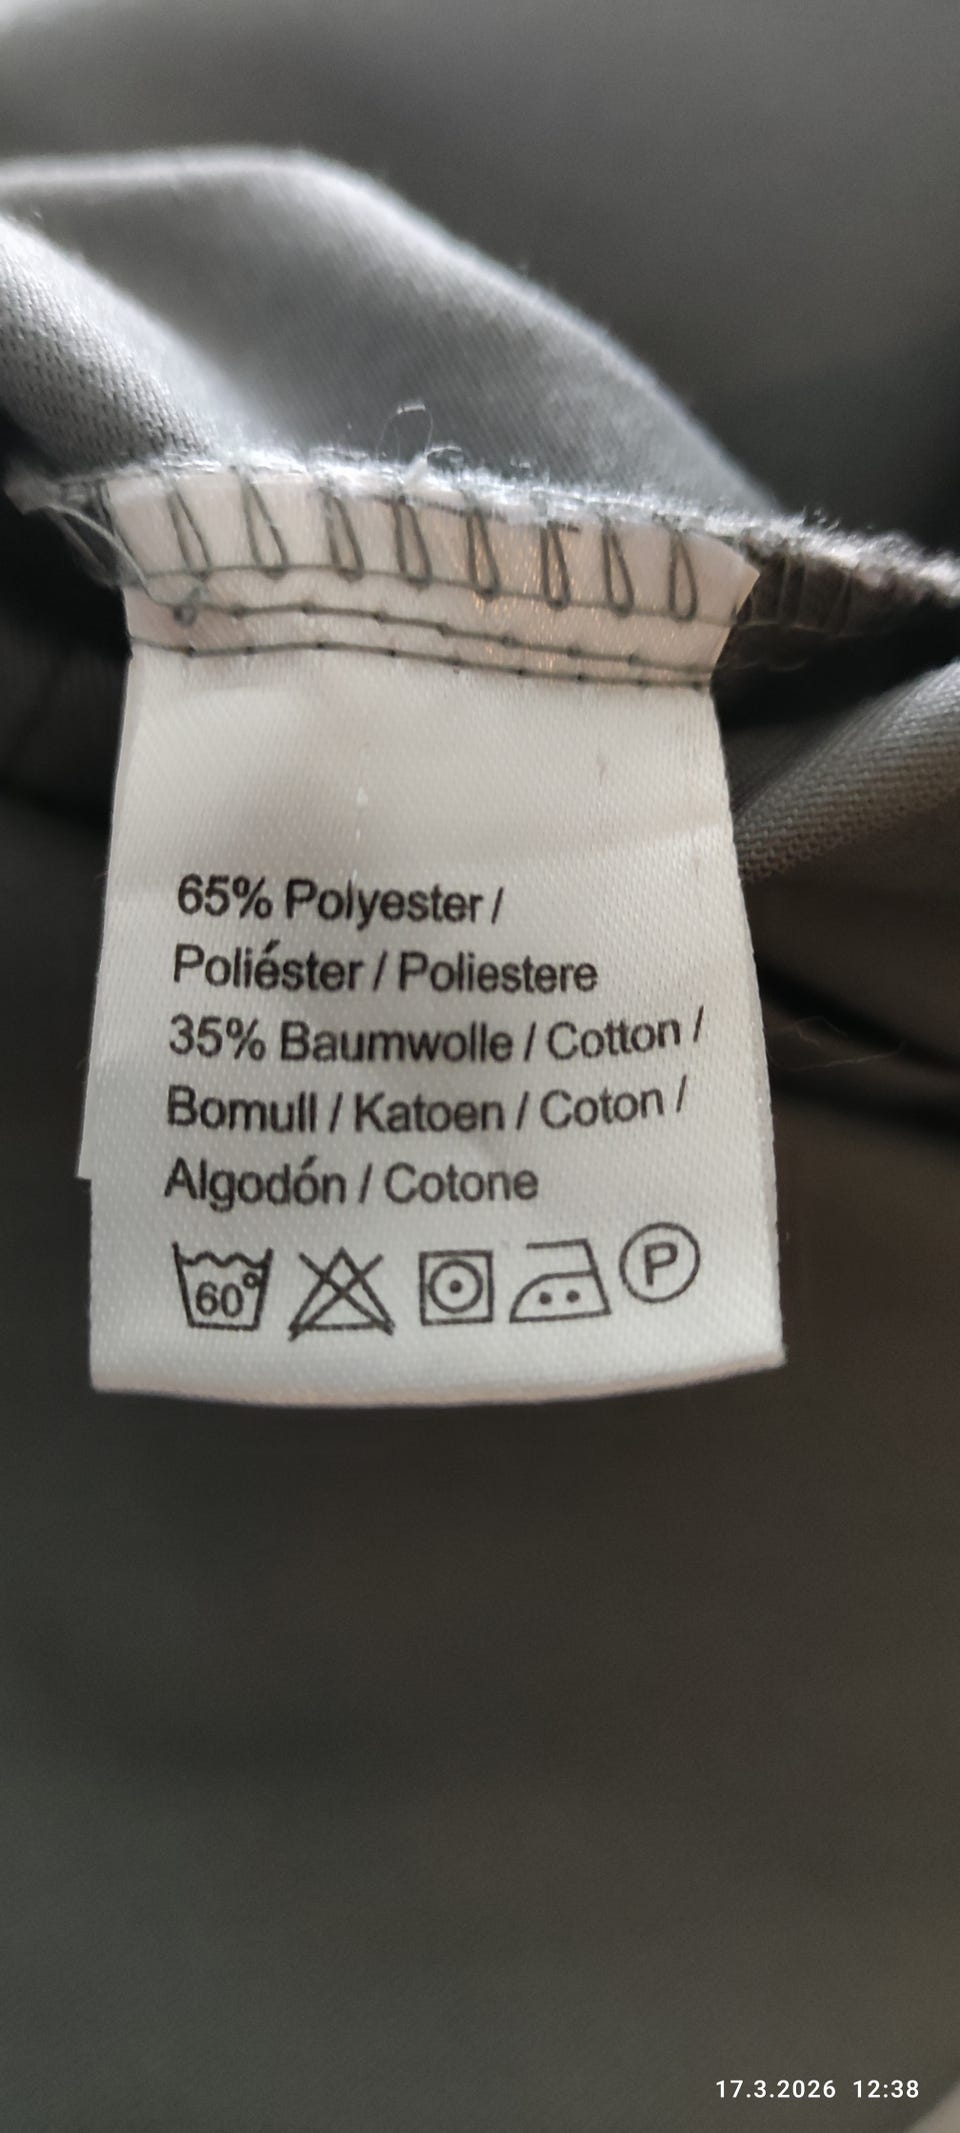 65% Polyester /
Poliéster / Poliestere
35% Baumwolle / Cotton /
Bomull / Katoen / Coton /
Algodón / Cotone
60° P
17.3.2026 12:38